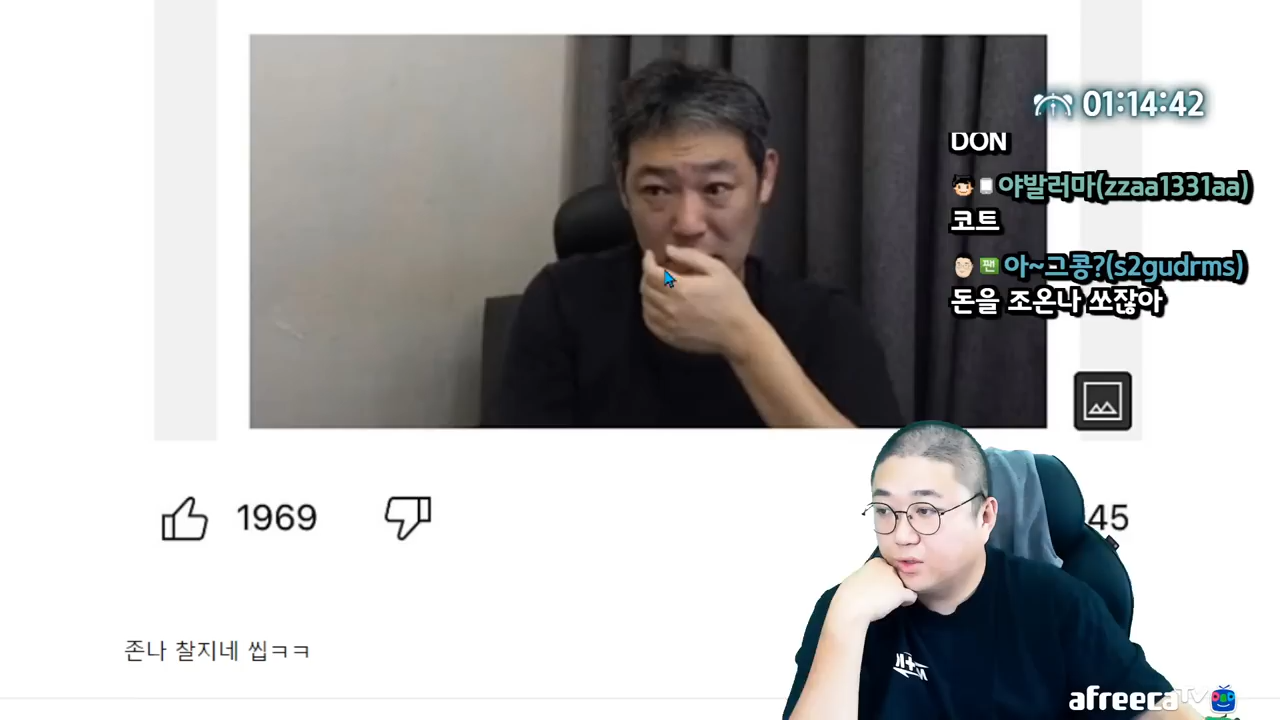 01:14:42
DON
야발러마(zzaa1331aa)
코트
팬 아~그콩?(s2gudrms)
돈을 조온나 쏘잖아
1969
45
존나 찰지네 씹ㅋㅋ
afreecaTV